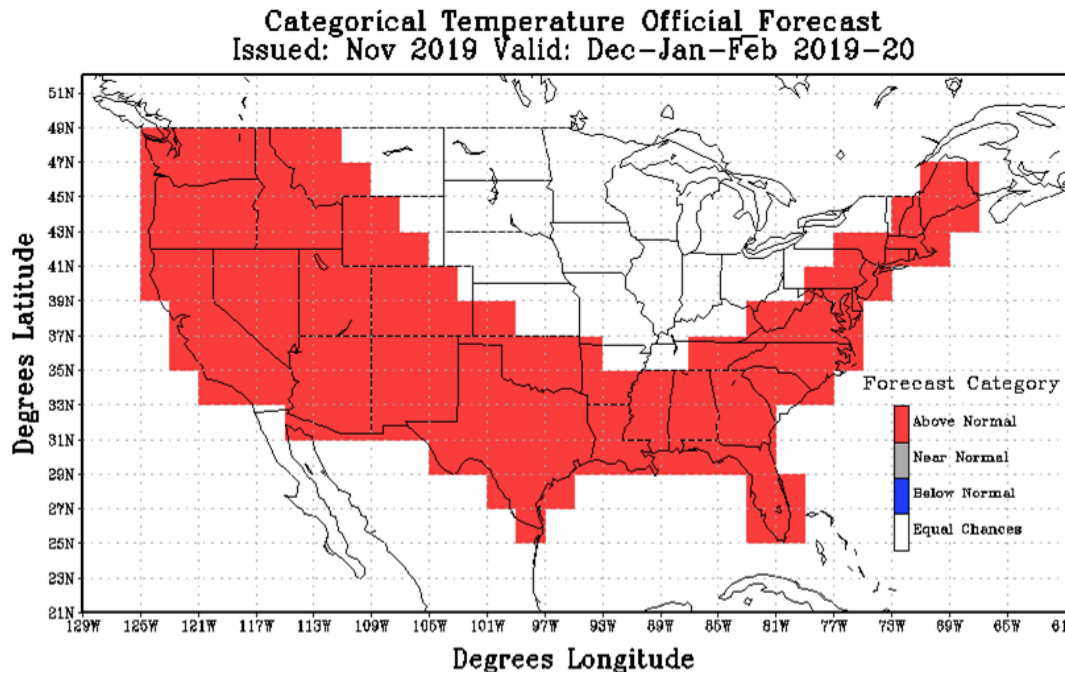 Categorical Temperature Official Forecast
Issued: Nov 2019 Valid: Dec-Jan-Feb 2019-20
Degrees Latitude
51N
49N
47N
45N
43N
41N
39N
37N
35N
33N
31N
29N
27N
25N
23N
21N
Forecast Category
Above Normal
Near Normal
Below Normal
Equal Chances
129W 125W 121W 117W 113W 109W 105W 101W 97W 93W 89W 85W 81W 77W 73W 69W 65W
Degrees Longitude